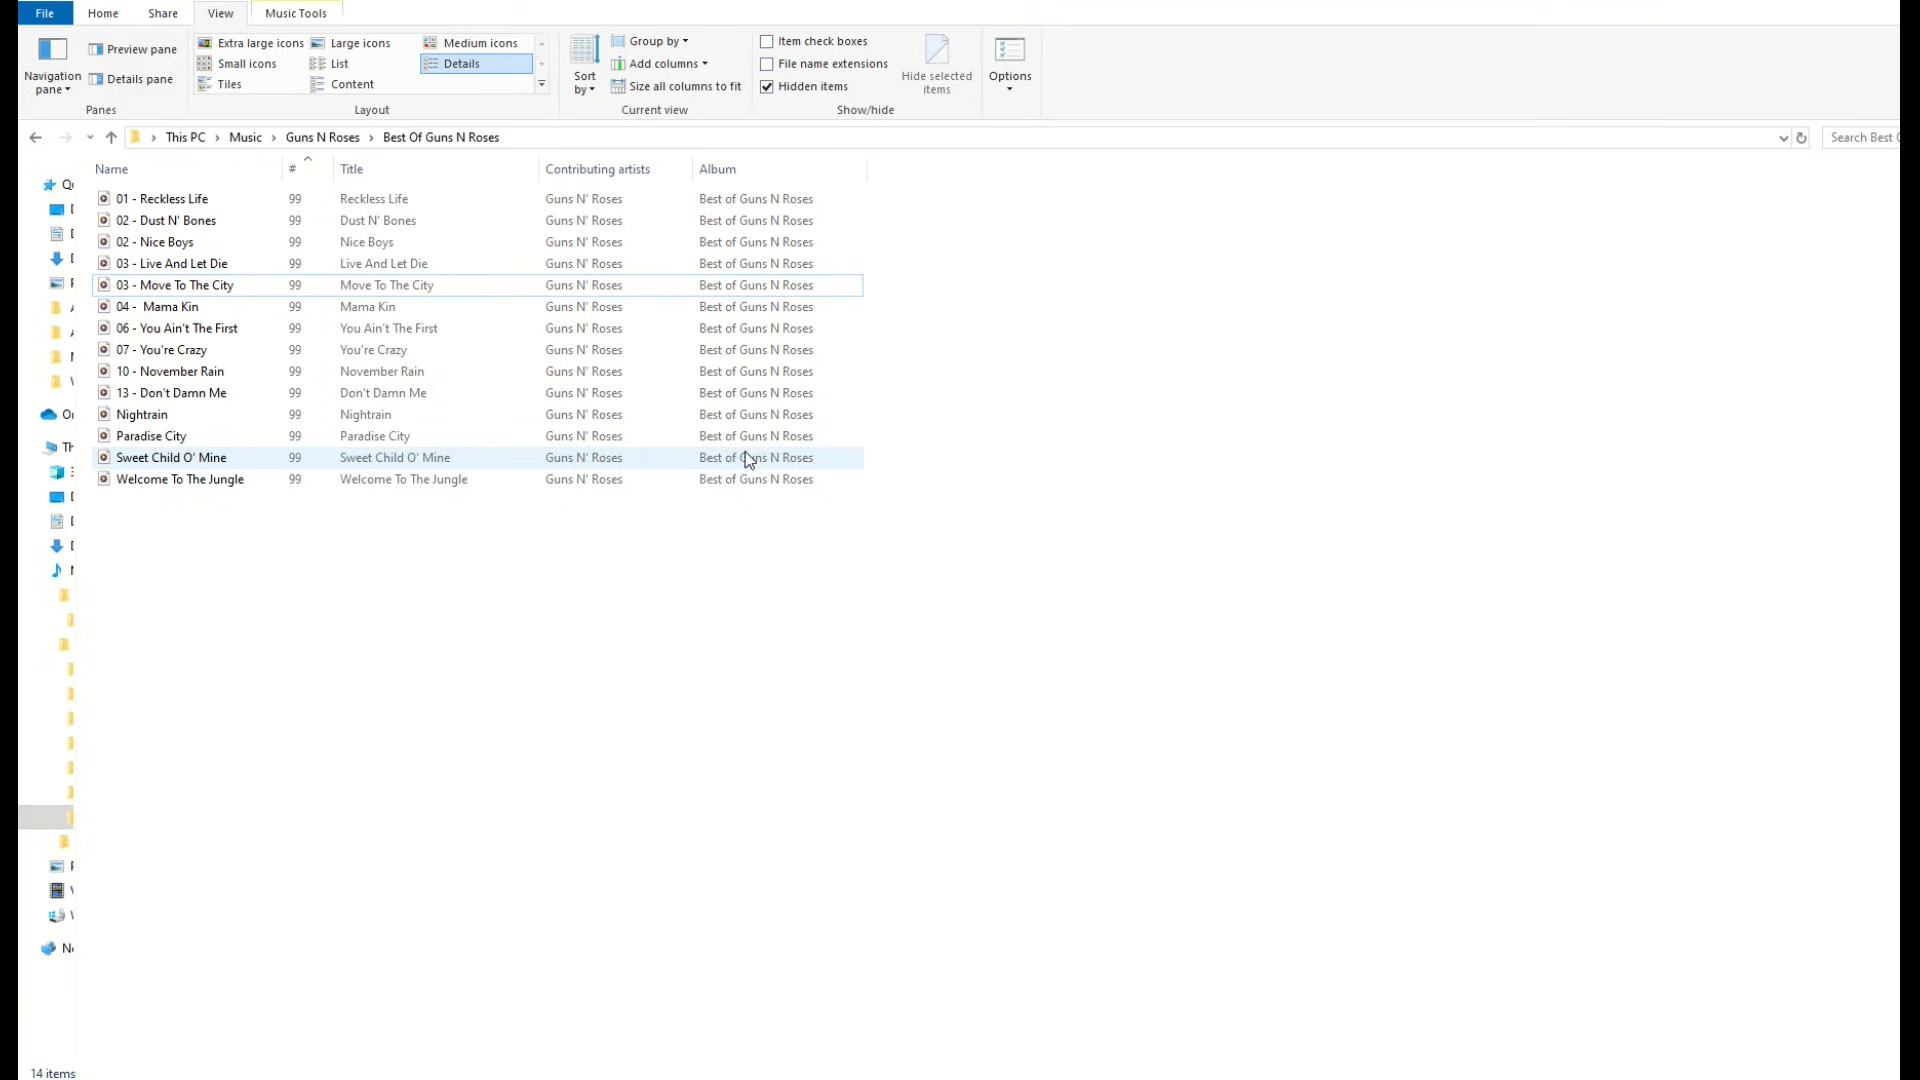 File Home Share View Music Tools
Navigation pane Preview pane Details pane Panes
Extra large icons Large icons Medium icons
Small icons List Details
Tiles Content
Layout
Sort by Group by Add columns Size all columns to fit Current view
Item check boxes File name extensions Hidden items Show/hide
Hide selected items
Options
This PC Music Guns N Roses Best Of Guns N Roses Search Best
Name # Title Contributing artists Album
01 - Reckless Life 99 Reckless Life Guns N' Roses Best of Guns N Roses
02 - Dust N' Bones 99 Dust N' Bones Guns N' Roses Best of Guns N Roses
02 - Nice Boys 99 Nice Boys Guns N' Roses Best of Guns N Roses
03 - Live And Let Die 99 Live And Let Die Guns N' Roses Best of Guns N Roses
03 - Move To The City 99 Move To The City Guns N' Roses Best of Guns N Roses
04 -  Mama Kin 99 Mama Kin Guns N' Roses Best of Guns N Roses
06 - You Ain't The First 99 You Ain't The First Guns N' Roses Best of Guns N Roses
07 - You're Crazy 99 You're Crazy Guns N' Roses Best of Guns N Roses
10 - November Rain 99 November Rain Guns N' Roses Best of Guns N Roses
13 - Don't Damn Me 99 Don't Damn Me Guns N' Roses Best of Guns N Roses
Nightrain 99 Nightrain Guns N' Roses Best of Guns N Roses
Paradise City 99 Paradise City Guns N' Roses Best of Guns N Roses
Sweet Child O' Mine 99 Sweet Child O' Mine Guns N' Roses Best of Guns N Roses
Welcome To The Jungle 99 Welcome To The Jungle Guns N' Roses Best of Guns N Roses
14 items